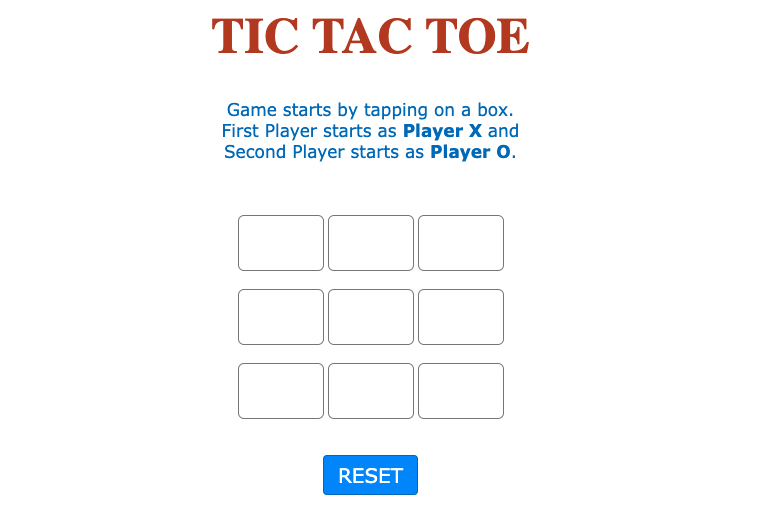 TIC TAC TOE
Game starts by tapping on a box.
First Player starts as Player X and
Second Player starts as Player O.
RESET